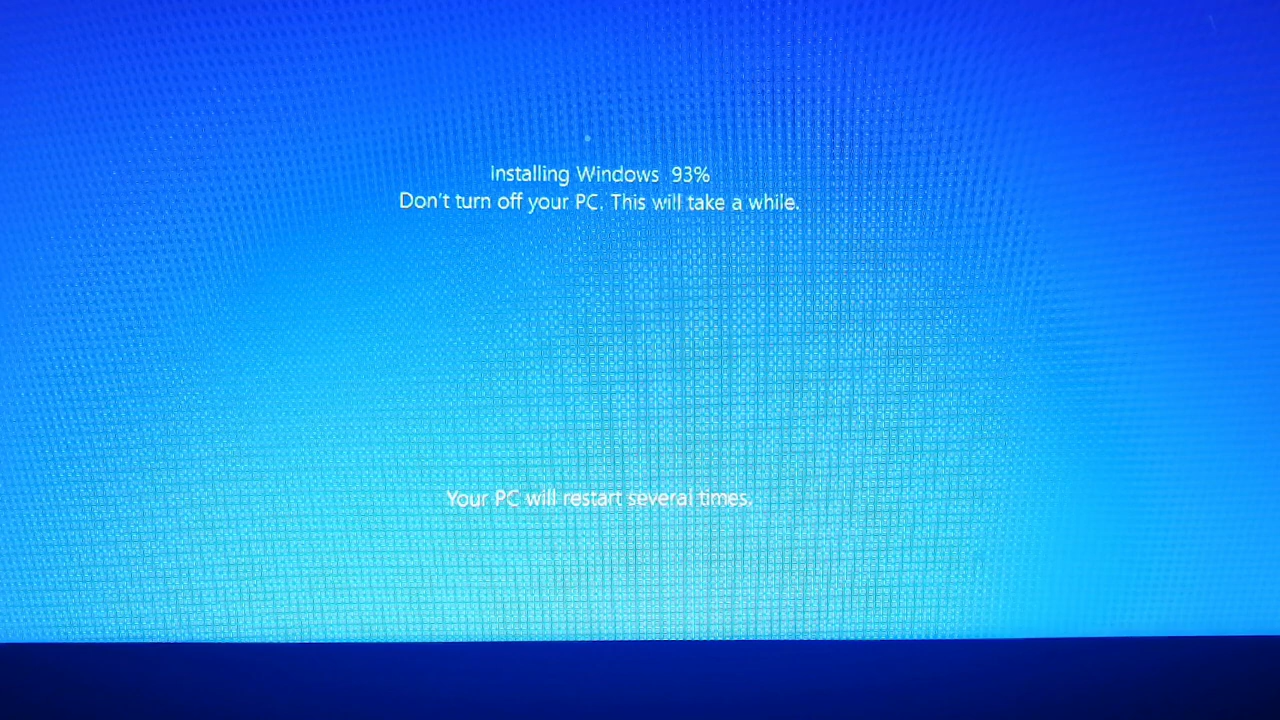 Installing Windows 93%
Don't turn off your PC. This will take a while.
Your PC will restart several times.